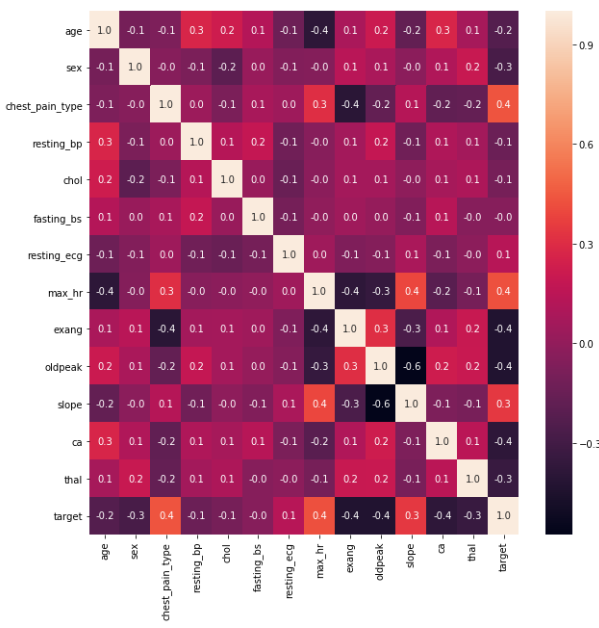 age 1.0 -0.1 -0.1 0.3 0.2 0.1 -0.1 -0.4 0.1 0.2 -0.2 0.3 0.1 -0.2
sex -0.1 1.0 -0.0 -0.1 -0.2 0.0 -0.1 -0.0 0.1 0.1 -0.0 0.1 0.2 -0.3
chest_pain_type -0.1 -0.0 1.0 0.0 -0.1 0.1 0.0 0.3 -0.4 -0.2 0.1 -0.2 -0.2 0.4
resting_bp 0.3 -0.1 0.0 1.0 0.1 0.2 -0.1 -0.0 0.1 0.2 -0.1 0.1 0.1 -0.1
chol 0.2 -0.2 -0.1 0.1 1.0 0.0 -0.1 -0.0 0.1 0.1 -0.0 0.1 0.1 -0.1
fasting_bs 0.1 0.0 0.1 0.2 0.0 1.0 -0.1 -0.0 0.0 0.0 -0.1 0.1 -0.0 -0.0
resting_ecg -0.1 -0.1 0.0 -0.1 -0.1 -0.1 1.0 0.0 -0.1 -0.1 0.1 -0.1 -0.0 0.1
max_hr -0.4 -0.0 0.3 -0.0 -0.0 -0.0 0.0 1.0 -0.4 -0.3 0.4 -0.2 -0.1 0.4
exang 0.1 0.1 -0.4 0.1 0.1 0.0 -0.1 -0.4 1.0 0.3 -0.3 0.1 0.2 -0.4
oldpeak 0.2 0.1 -0.2 0.2 0.1 0.0 -0.1 -0.3 0.3 1.0 -0.6 0.2 0.2 -0.4
slope -0.2 -0.0 0.1 -0.1 -0.0 -0.1 0.1 0.4 -0.3 -0.6 1.0 -0.1 -0.1 0.3
ca 0.3 0.1 -0.2 0.1 0.1 0.1 -0.1 -0.2 0.1 0.2 -0.1 1.0 0.1 -0.4
thal 0.1 0.2 -0.2 0.1 0.1 -0.0 -0.0 -0.1 0.2 0.2 -0.1 0.1 1.0 -0.3
target -0.2 -0.3 0.4 -0.1 -0.1 -0.0 0.1 0.4 -0.4 -0.4 0.3 -0.4 -0.3 1.0
age sex chest_pain_type resting_bp chol fasting_bs resting_ecg max_hr exang oldpeak slope ca thal target
0.9
0.6
0.3
0.0